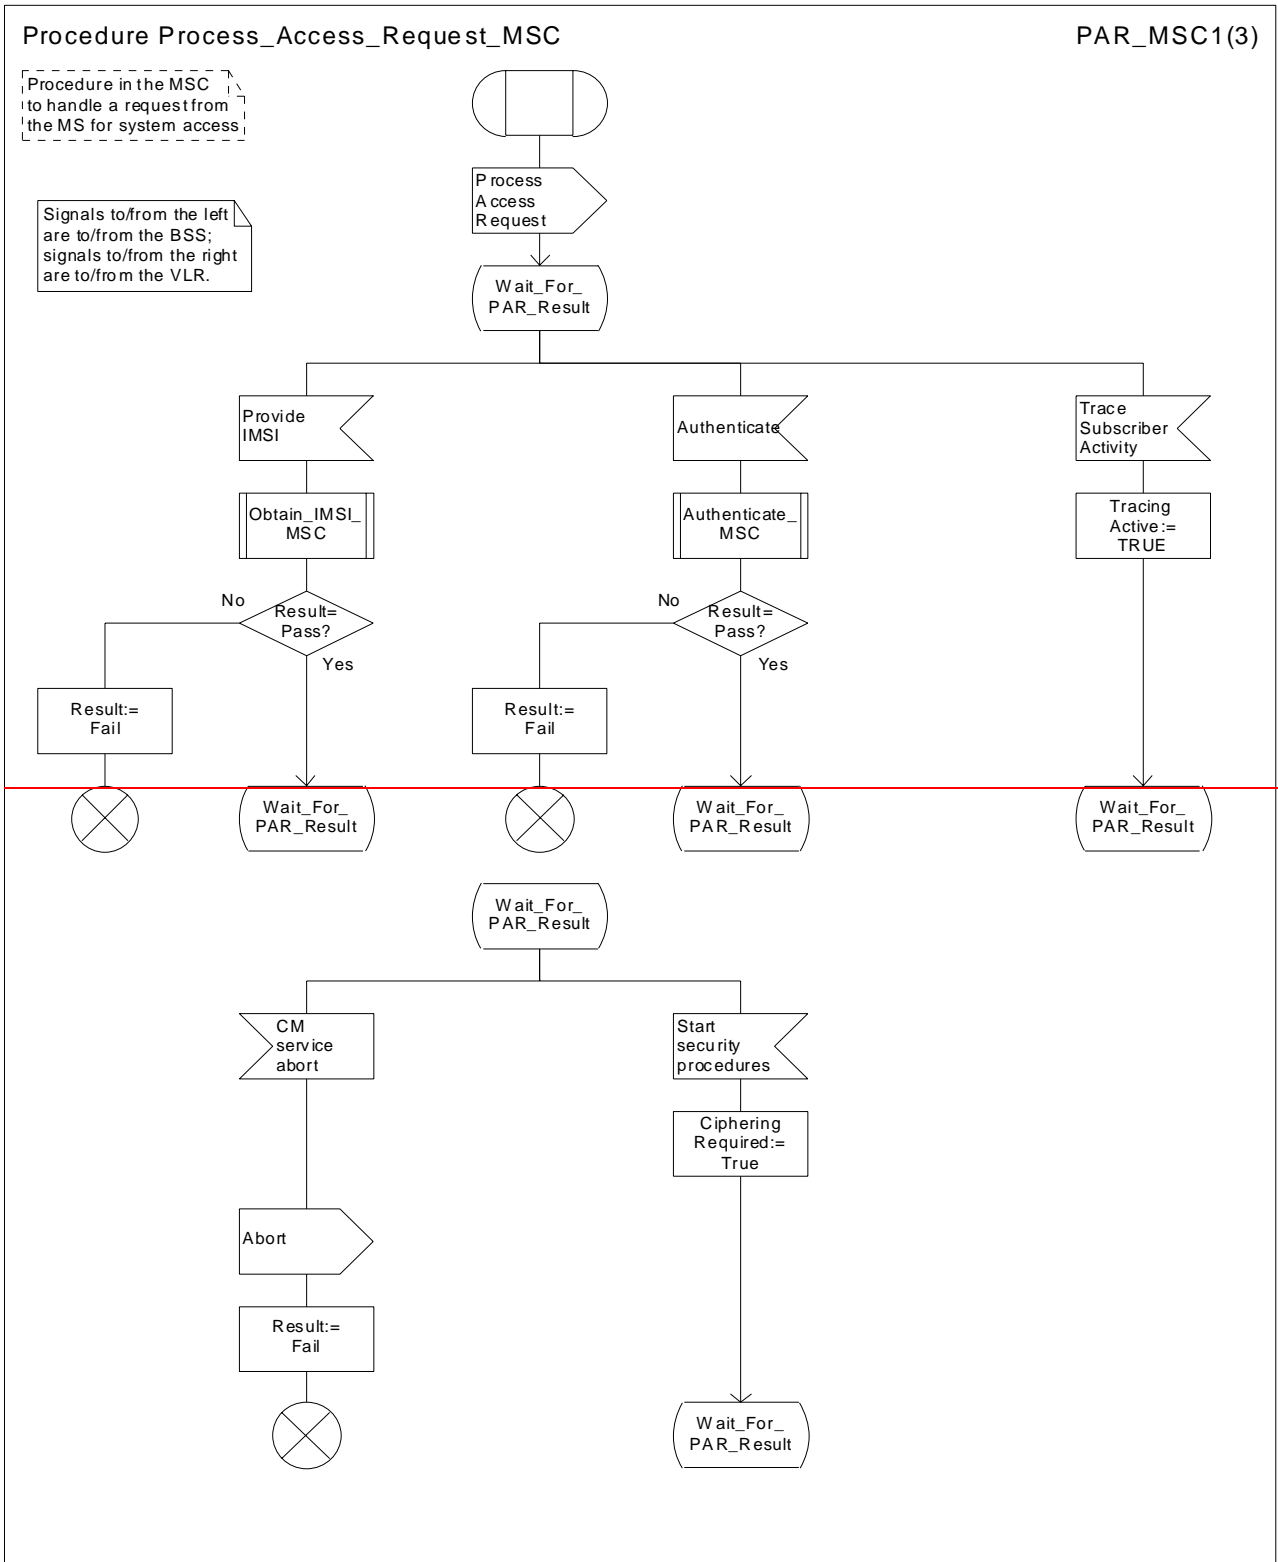 Procedure Process_Access_Request_MSC
PAR_MSC1(3)
Procedure in the MSC
to handle a request from
the MS for system access
Signals to/from the left
are to/from the BSS;
signals to/from the right
are to/from the VLR.
Process
Access
Request
Wait_For_
PAR_Result
Provide
IMSI
Authenticate
Trace
Subscriber
Activity
Obtain_IMSI_
MSC
Authenticate_
MSC
Tracing
Active:=
TRUE
No
Result=
Pass?
Yes
No
Result=
Pass?
Yes
Result:=
Fail
Result:=
Fail
Wait_For_
PAR_Result
Wait_For_
PAR_Result
Wait_For_
PAR_Result
Wait_For_
PAR_Result
CM
service
abort
Start
security
procedures
Ciphering
Required:=
True
Abort
Result:=
Fail
Wait_For_
PAR_Result